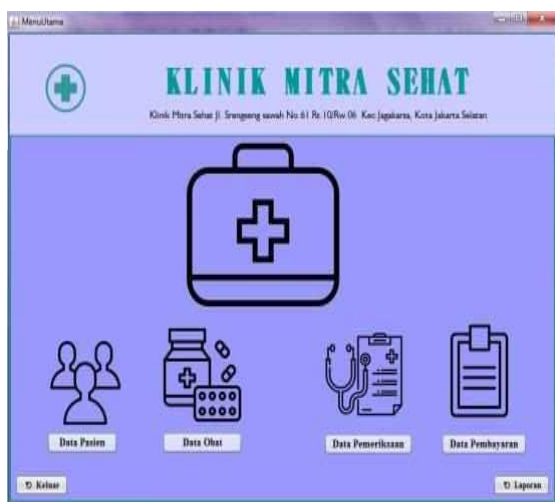 MenuUtama
KLINIK MITRA SEHAT
Klinik Mitra Sehat Jl. Srengseng sawah No 61 Rt 10/Rw 06 Kec Jagakarsa, Kota Jakarta Selatan
Data Pasien
Data Obat
Data Pemeriksaan
Data Pembayaran
Keluar
Laporan